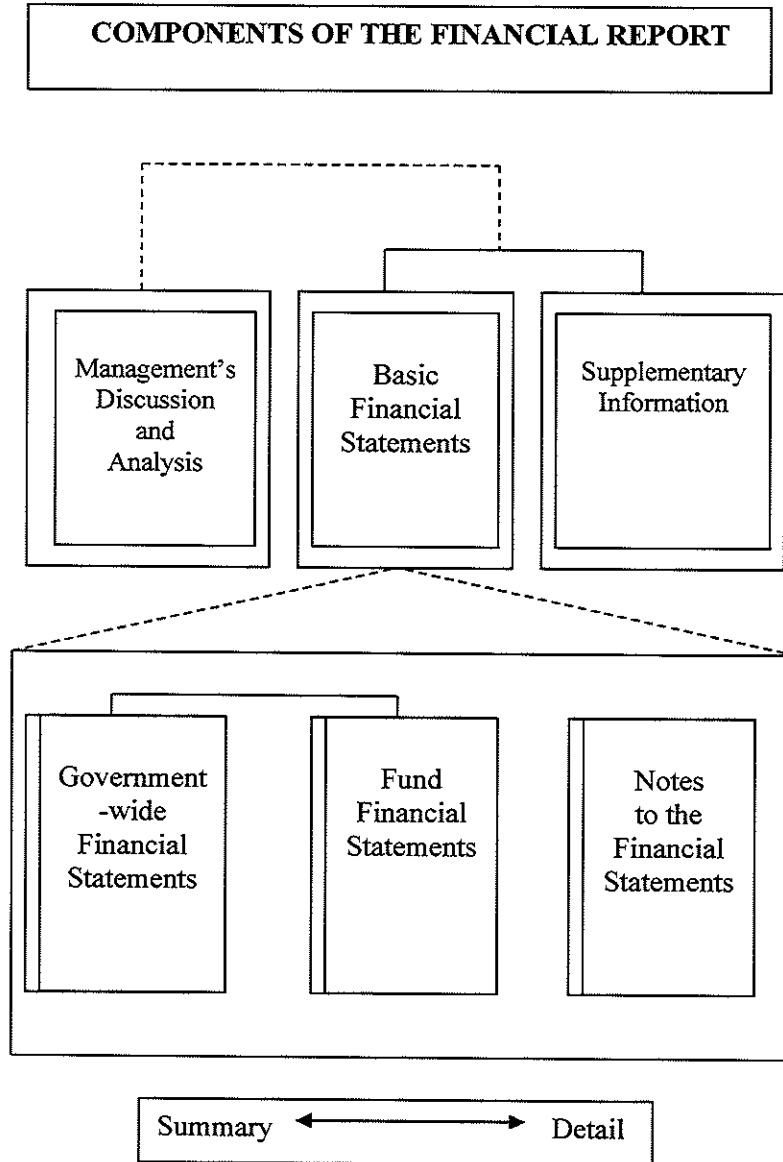 COMPONENTS OF THE FINANCIAL REPORT
Management's
Discussion
and
Analysis
Basic
Financial
Statements
Supplementary
Information
Government
-wide
Financial
Statements
Fund
Financial
Statements
Notes
to the
Financial
Statements
Summary
Detail